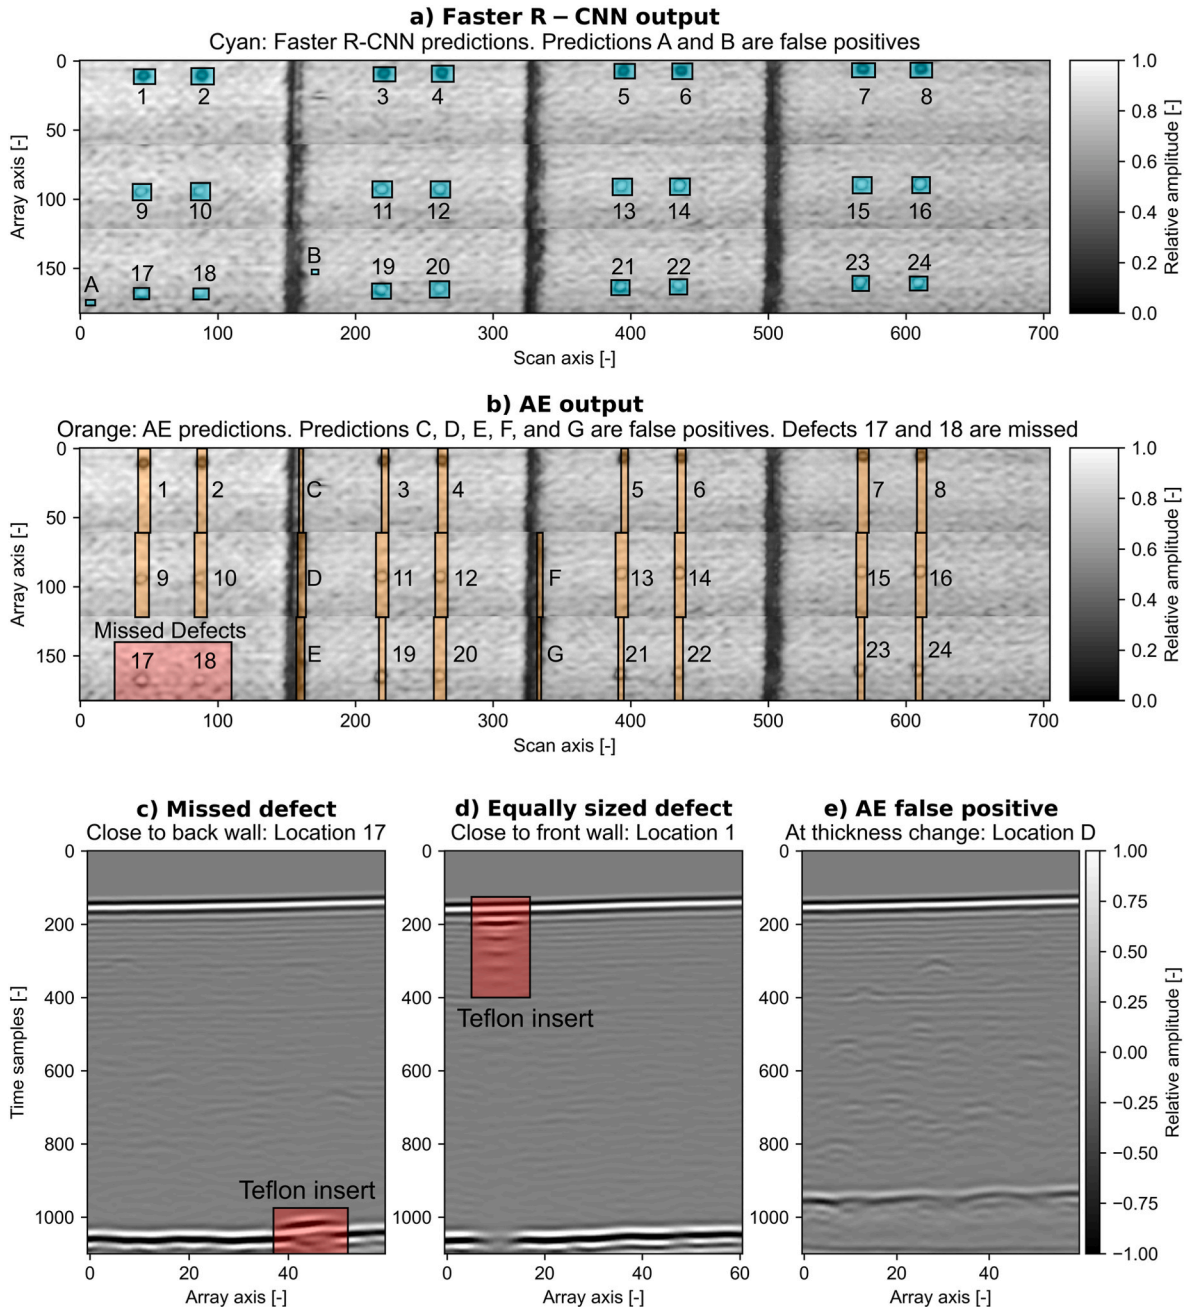 a) Faster R – CNN output
Cyan: Faster R-CNN predictions. Predictions A and B are false positives
0
50
100
150
Array axis [-]
1 2 3 4 5 6 7 8
9 10 11 12 13 14 15 16
A 17 18 B 19 20 21 22 23 24
0 100 200 300 400 500 600 700
Scan axis [-]
1.0
0.8
0.6
0.4
0.2
0.0
Relative amplitude [-]
b) AE output
Orange: AE predictions. Predictions C, D, E, F, and G are false positives. Defects 17 and 18 are missed
0
50
100
150
Array axis [-]
1 2 C 3 4 5 6 7 8
9 10 D 11 12 F 13 14 15 16
Missed Defects
17 18 E 19 20 G 21 22 23 24
0 100 200 300 400 500 600 700
Scan axis [-]
1.0
0.8
0.6
0.4
0.2
0.0
Relative amplitude [-]
c) Missed defect
Close to back wall: Location 17
0
200
400
600
800
1000
Time samples [-]
Teflon insert
0 20 40
Array axis [-]
d) Equally sized defect
Close to front wall: Location 1
0
200
400
600
800
1000
Teflon insert
0 20 40 60
Array axis [-]
e) AE false positive
At thickness change: Location D
0
200
400
600
800
1000
0 20 40
Array axis [-]
1.00
0.75
0.50
0.25
0.00
−0.25
−0.50
−0.75
−1.00
Relative amplitude [-]